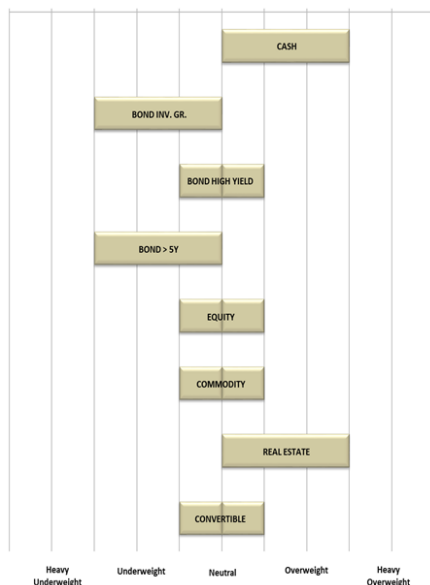 CASH
BOND INV. GR.
BOND HIGH YIELD
BOND > 5Y
EQUITY
COMMODITY
REAL ESTATE
CONVERTIBLE
Heavy Underweight
Underweight
Neutral
Overweight
Heavy Overweight